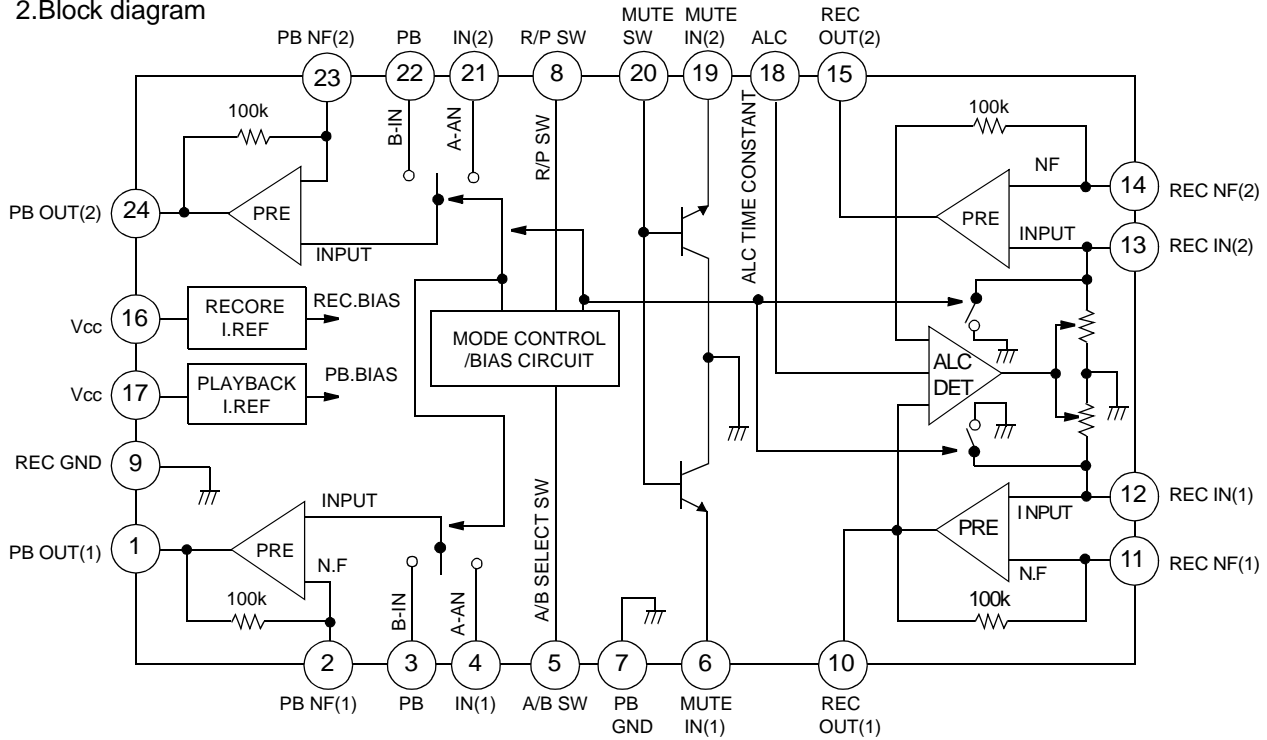 2.Block diagram
PB NF(2)
PB
IN(2)
R/P SW
MUTE
SW
MUTE
IN(2)
ALC
REC
OUT(2)
23
22
21
8
20
19
18
15
100k
B-IN
A-AN
R/P SW
ALC TIME CONSTANT
100k
NF
PB OUT(2)
24
PRE
INPUT
PRE
INPUT
14
REC NF(2)
13
REC IN(2)
Vcc
16
RECORE
I.REF
REC.BIAS
MODE CONTROL
/BIAS CIRCUIT
ALC
DET
Vcc
17
PLAYBACK
I.REF
PB.BIAS
REC GND
9
INPUT
12
REC IN(1)
PB OUT(1)
1
PRE
N.F
100k
B-IN
A-AN
A/B SELECT SW
PRE
INPUT
N.F
100k
11
REC NF(1)
2
3
4
5
7
6
10
PB NF(1)
PB
IN(1)
A/B SW
PB
GND
MUTE
IN(1)
REC
OUT(1)